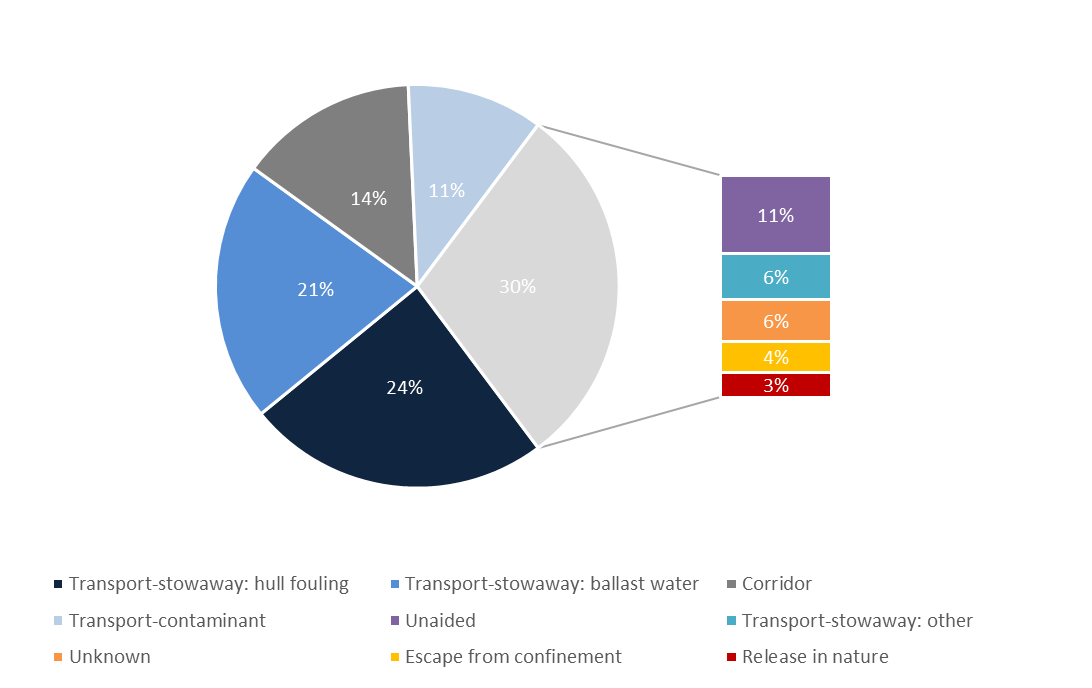 14%
11%
21%
30%
24%
11%
6%
6%
4%
3%
Transport-stowaway: hull fouling
Transport-stowaway: ballast water
Corridor
Transport-contaminant
Unaided
Transport-stowaway: other
Unknown
Escape from confinement
Release in nature